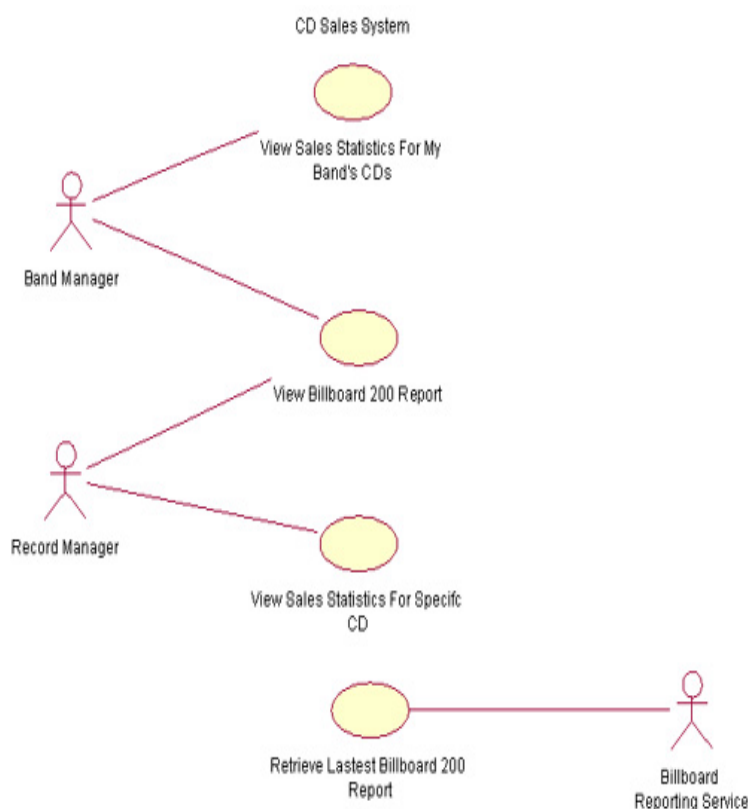 CD Sales System
View Sales Statistics For My
Band's CDs
Band Manager
View Billboard 200 Report
Record Manager
View Sales Statistics For Specifc
CD
Retrieve Lastest Billboard 200
Report
Billboard
Reporting Service